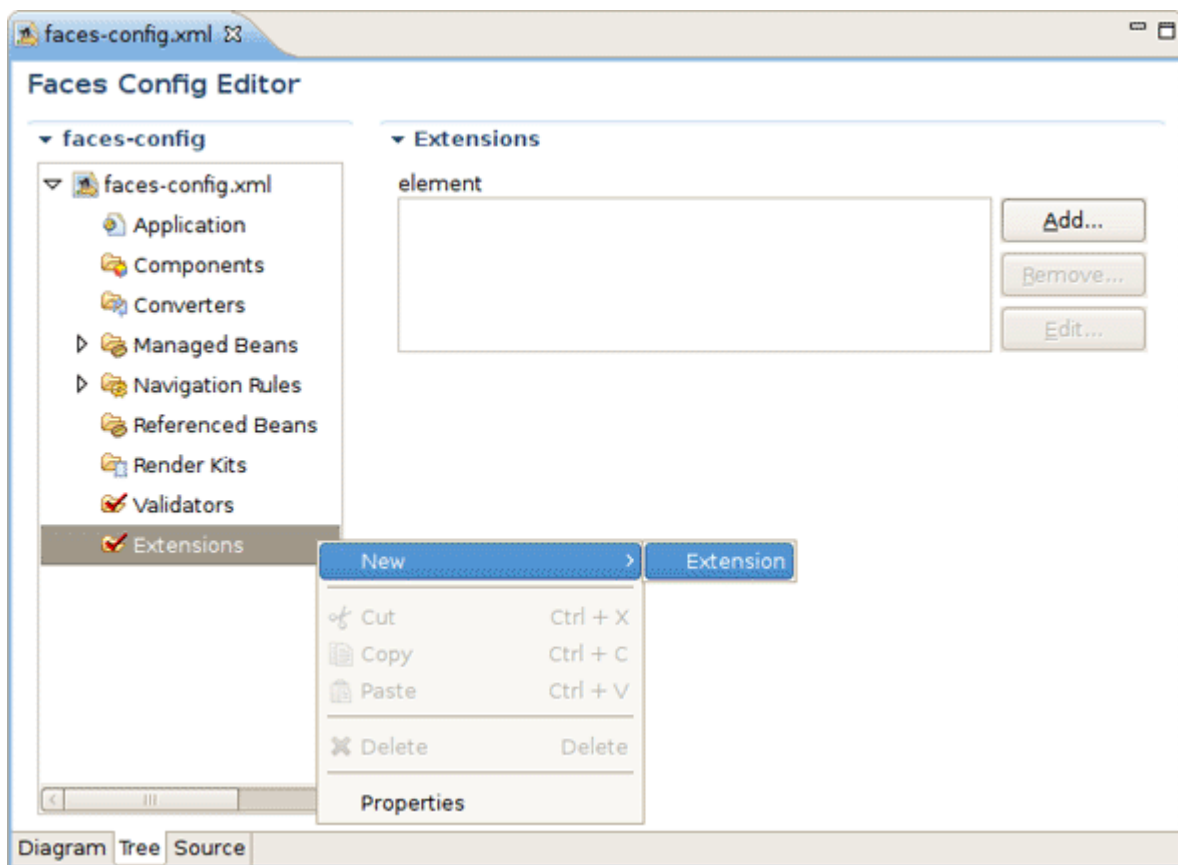 faces-config.xml
Faces Config Editor
faces-config
faces-config.xml
Application
Components
Converters
Managed Beans
Navigation Rules
Referenced Beans
Render Kits
Validators
Extensions
Extensions
element
Add...
Remove...
Edit...
New
Extension
Cut Ctrl + X
Copy Ctrl + C
Paste Ctrl + V
Delete Delete
Properties
Diagram Tree Source